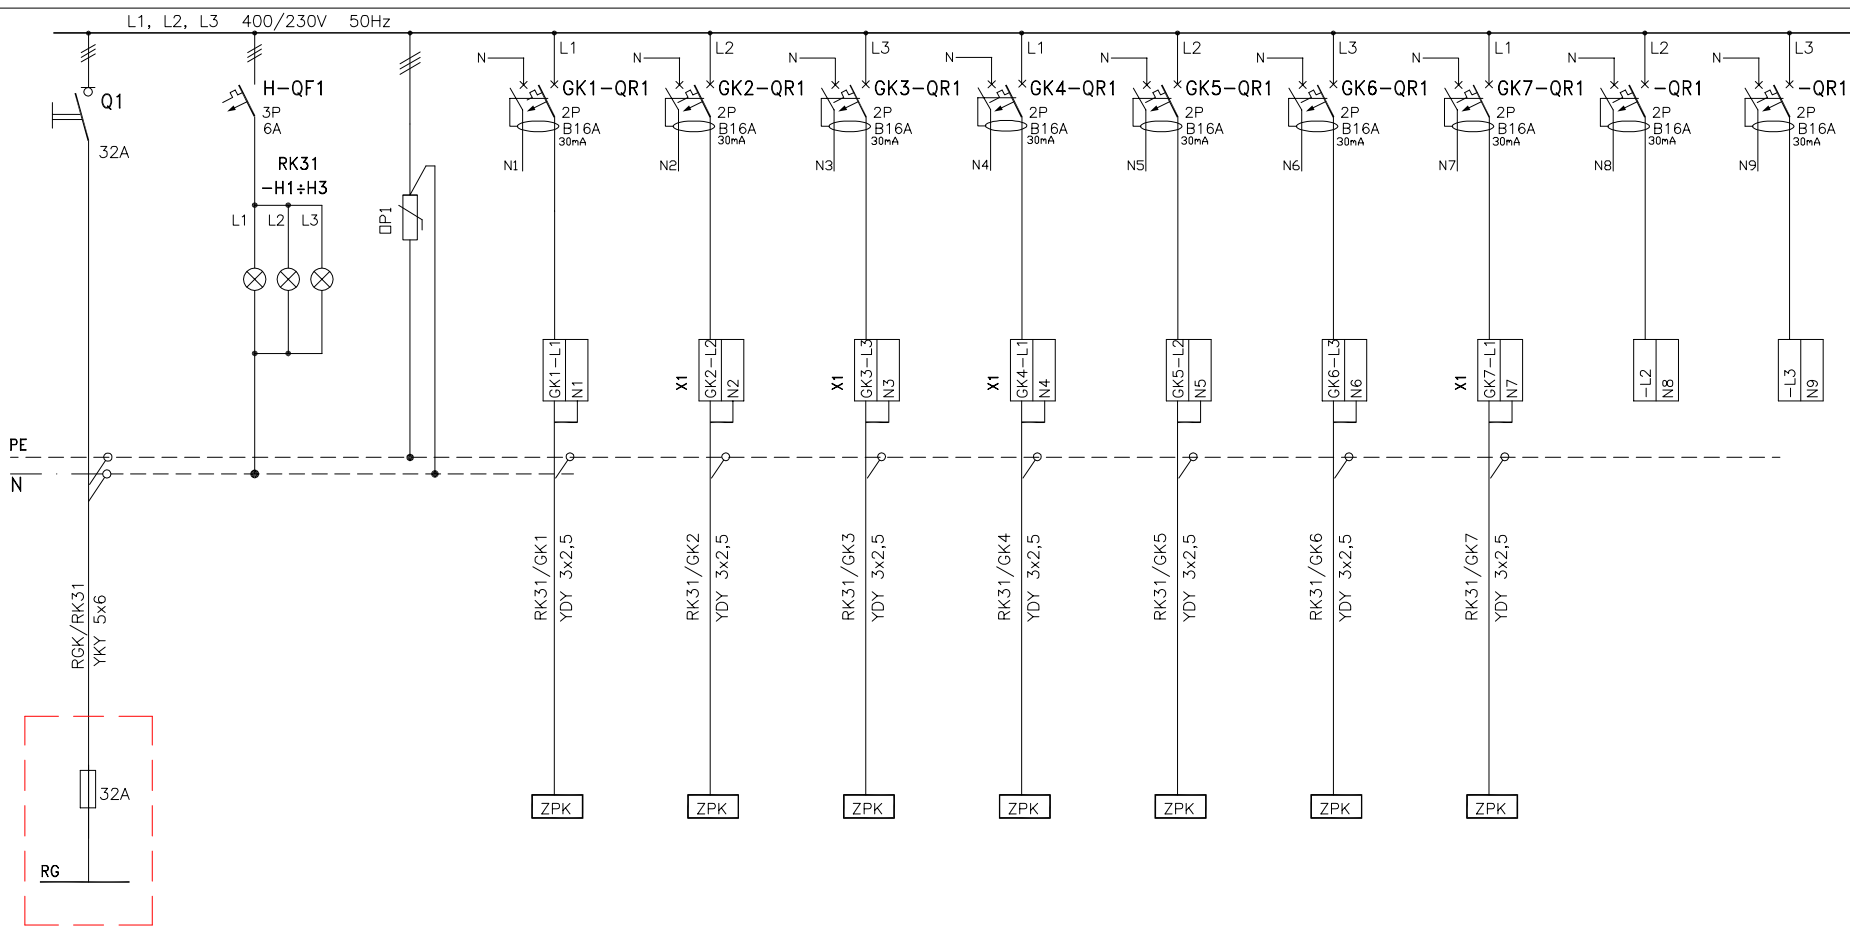 L1, L2, L3 400/230V 50Hz
L1 L2 L3 L1 L2 L3 L1 L2 L3
N N N N N N N N N
Q1
32A
H-QF1
3P
6A
GK1-QR1
2P
B16A
30mA
GK2-QR1
2P
B16A
30mA
GK3-QR1
2P
B16A
30mA
GK4-QR1
2P
B16A
30mA
GK5-QR1
2P
B16A
30mA
GK6-QR1
2P
B16A
30mA
GK7-QR1
2P
B16A
30mA
-QR1
2P
B16A
30mA
-QR1
2P
B16A
30mA
N1 N2 N3 N4 N5 N6 N7 N8 N9
RK31
-H1÷H3
L1 L2 L3
OP1
GK1-L1
N1
X1
GK2-L2
N2
X1
GK3-L3
N3
X1
GK4-L1
N4
GK5-L2
N5
GK6-L3
N6
X1
GK7-L1
N7
-L2
N8
-L3
N9
PE
N
RGK/RK31
YKY 5x6
RK31/GK1
YDY 3x2,5
RK31/GK2
YDY 3x2,5
RK31/GK3
YDY 3x2,5
RK31/GK4
YDY 3x2,5
RK31/GK5
YDY 3x2,5
RK31/GK6
YDY 3x2,5
RK31/GK7
YDY 3x2,5
32A
ZPK ZPK ZPK ZPK ZPK ZPK ZPK
RG